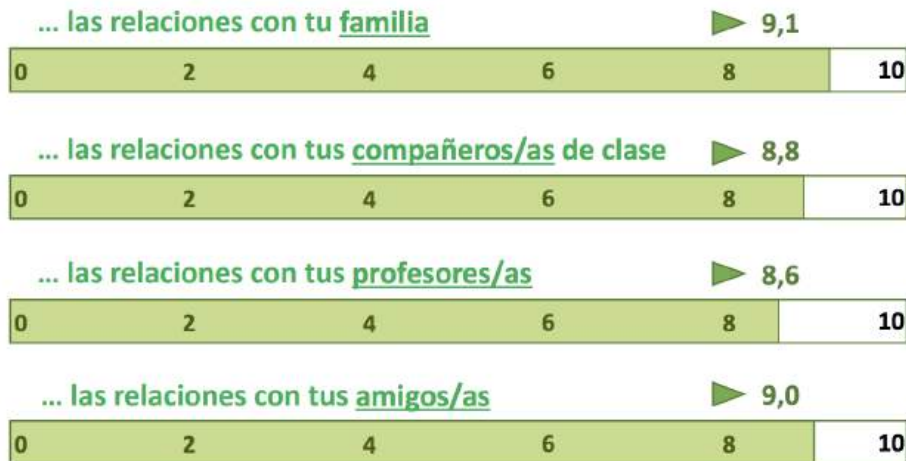 ... las relaciones con tu familia ▶ 9,1
0 2 4 6 8 10
... las relaciones con tus compañeros/as de clase ▶ 8,8
0 2 4 6 8 10
... las relaciones con tus profesores/as ▶ 8,6
0 2 4 6 8 10
... las relaciones con tus amigos/as ▶ 9,0
0 2 4 6 8 10